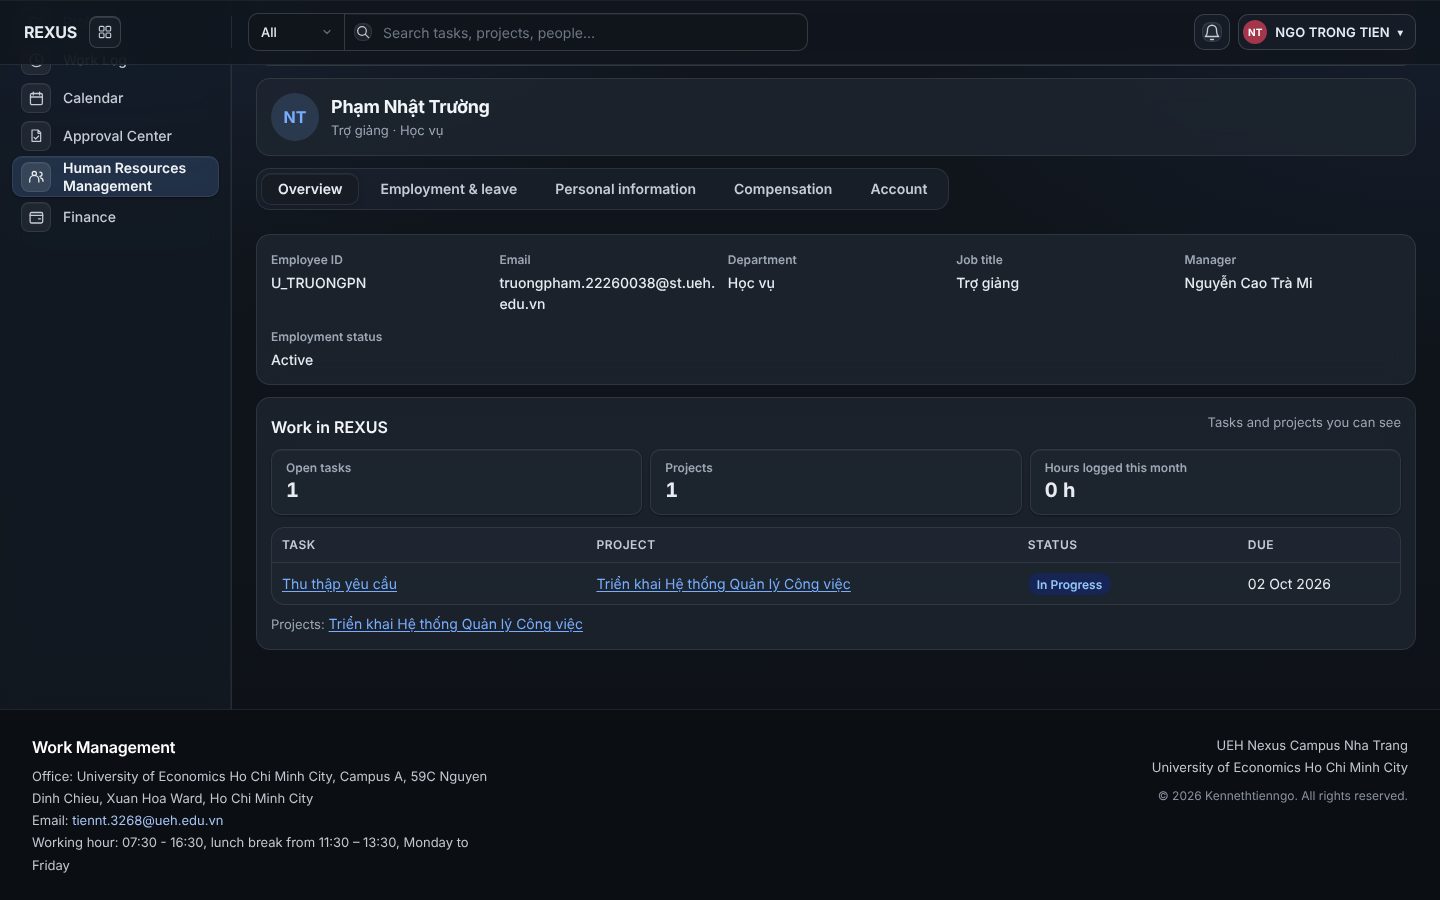 REXUS
All
Search tasks, projects, people...
NT
NGO TRONG TIEN
Work Log
Calendar
Approval Center
Human Resources
Management
Finance
NT
Phạm Nhật Trường
Trợ giảng · Học vụ
Overview
Employment & leave
Personal information
Compensation
Account
Employee ID
U_TRUONGPN
Email
truongpham.22260038@st.ueh.
edu.vn
Department
Học vụ
Job title
Trợ giảng
Manager
Nguyễn Cao Trà Mi
Employment status
Active
Work in REXUS
Tasks and projects you can see
Open tasks
1
Projects
1
Hours logged this month
0 h
TASK PROJECT STATUS DUE
Thu thập yêu cầu Triển khai Hệ thống Quản lý Công việc In Progress 02 Oct 2026
Projects: Triển khai Hệ thống Quản lý Công việc
Work Management
Office: University of Economics Ho Chi Minh City, Campus A, 59C Nguyen
Dinh Chieu, Xuan Hoa Ward, Ho Chi Minh City
Email: tiennt.3268@ueh.edu.vn
Working hour: 07:30 - 16:30, lunch break from 11:30 – 13:30, Monday to
Friday
UEH Nexus Campus Nha Trang
University of Economics Ho Chi Minh City
© 2026 Kennethtienngo. All rights reserved.